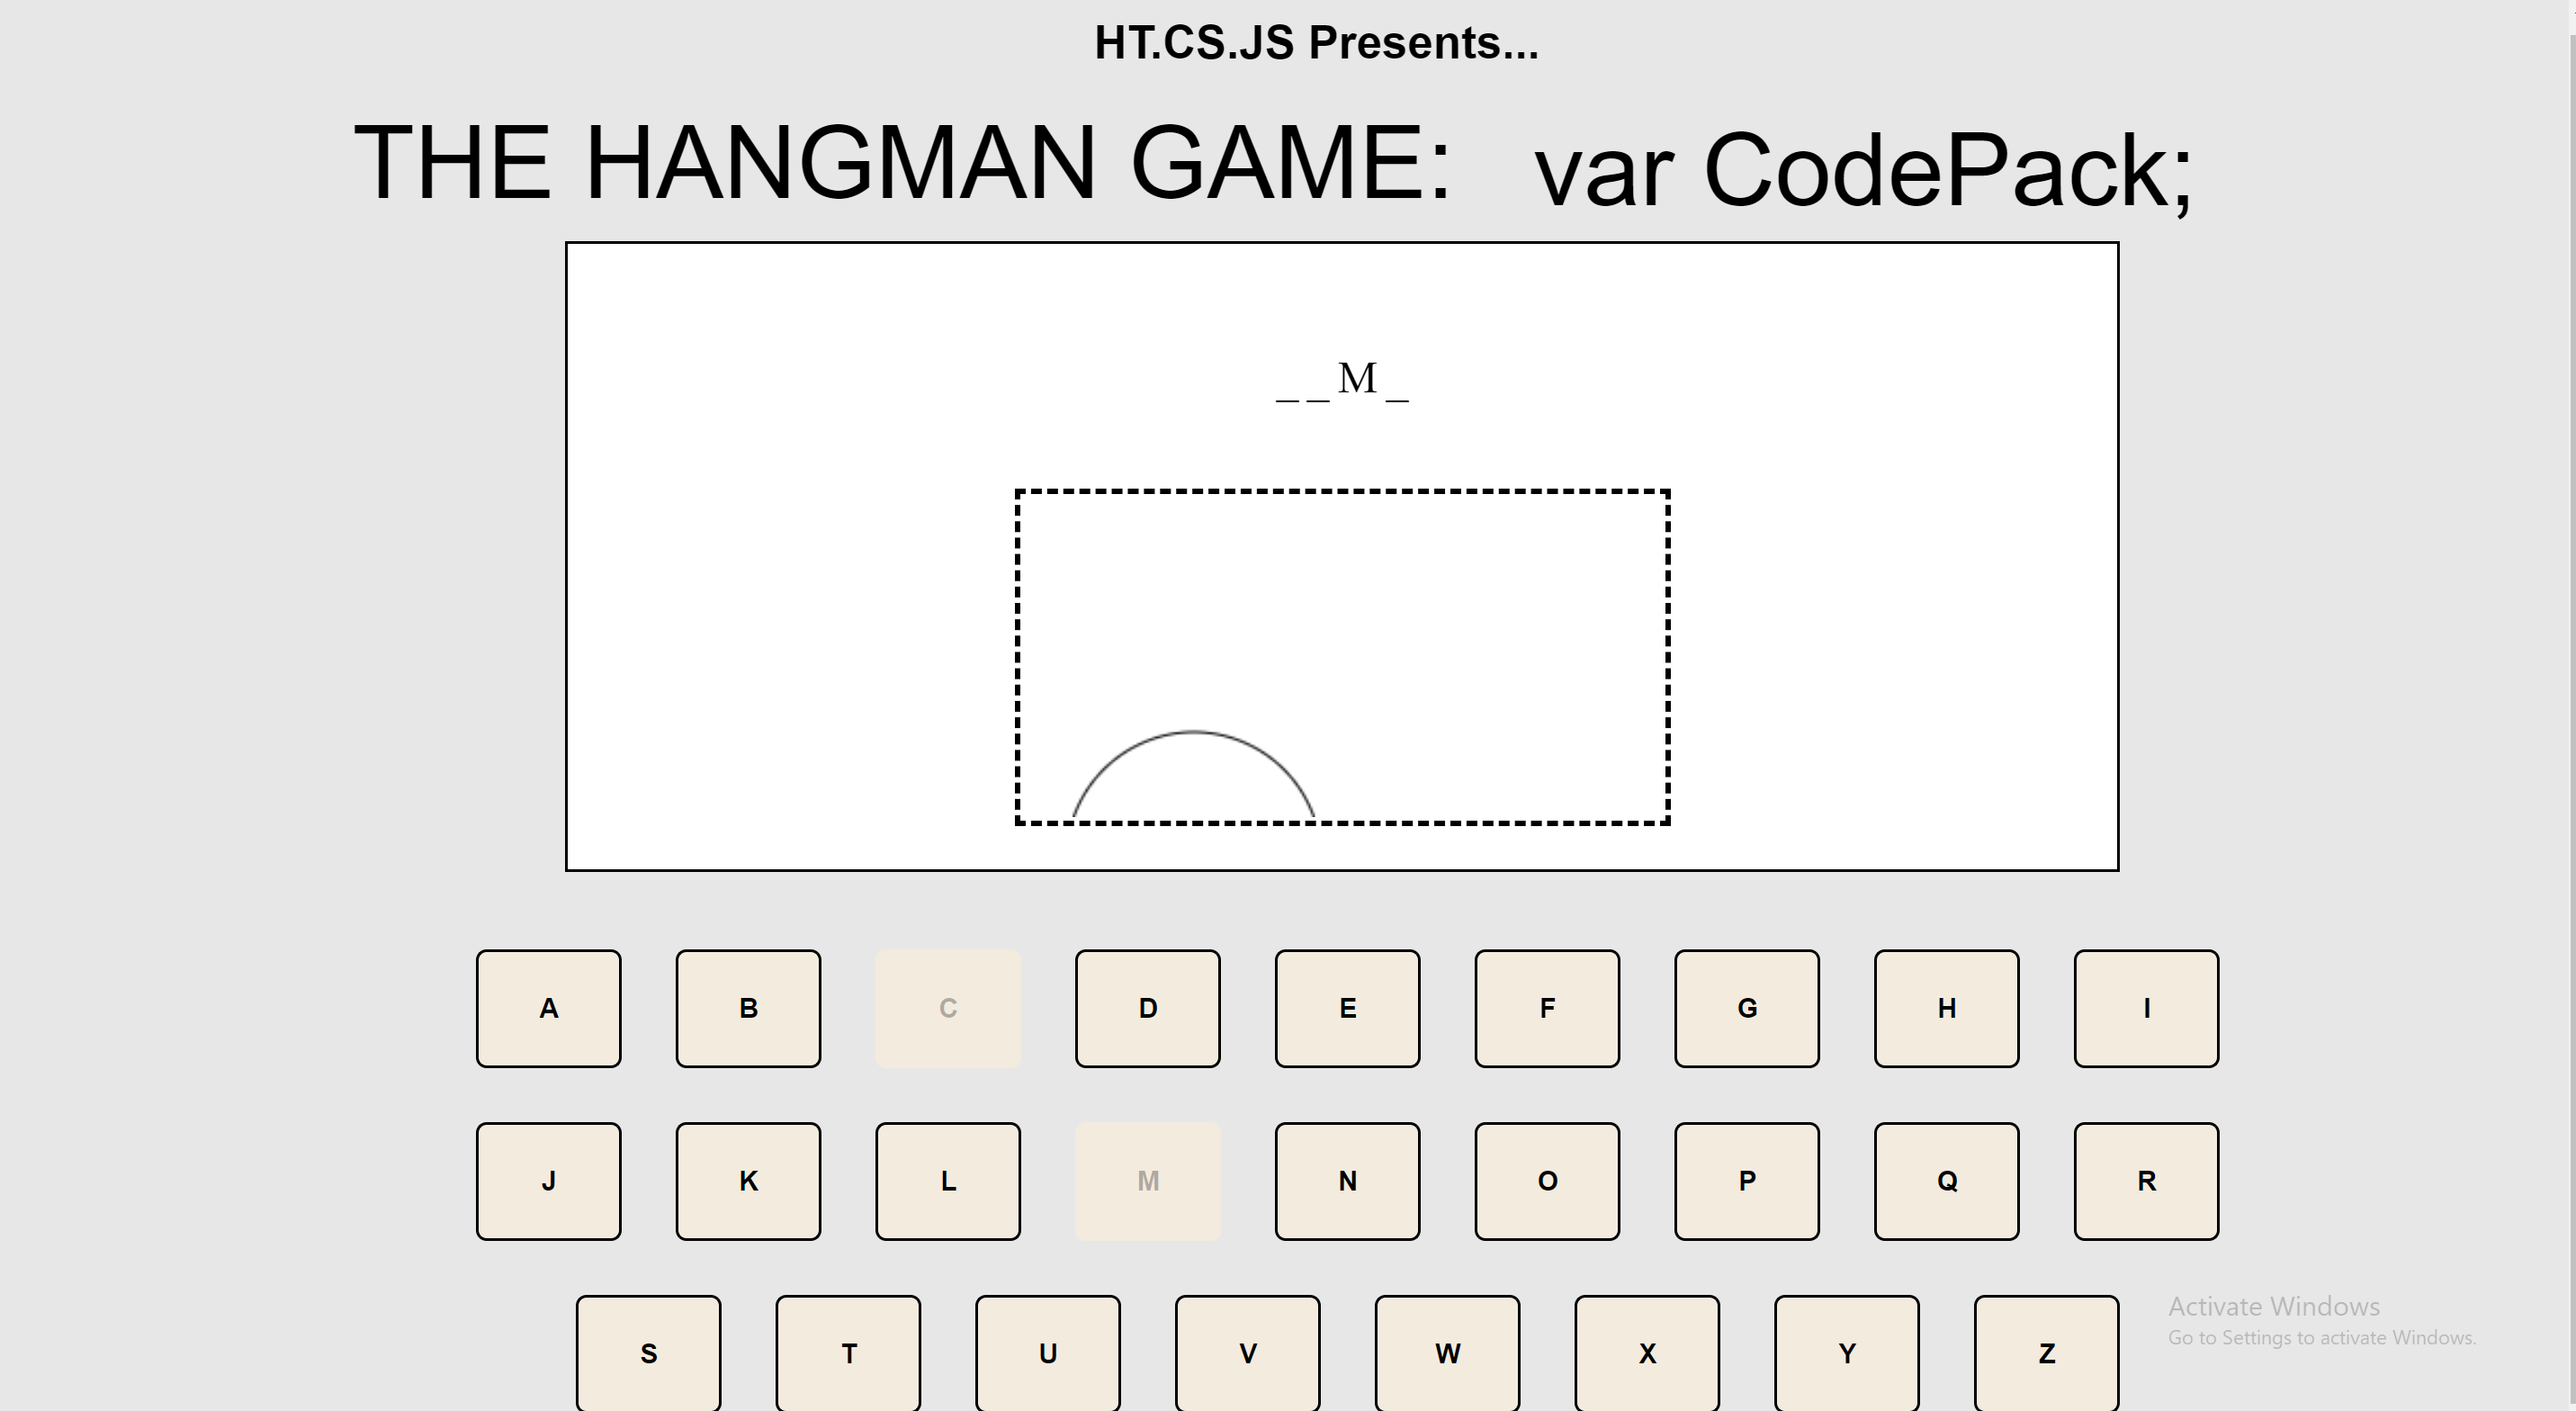 HT.CS.JS Presents...
THE HANGMAN GAME: var CodePack;
_ _ M _
A B C D E F G H I
J K L M N O P Q R
S T U V W X Y Z
Activate Windows
Go to Settings to activate Windows.